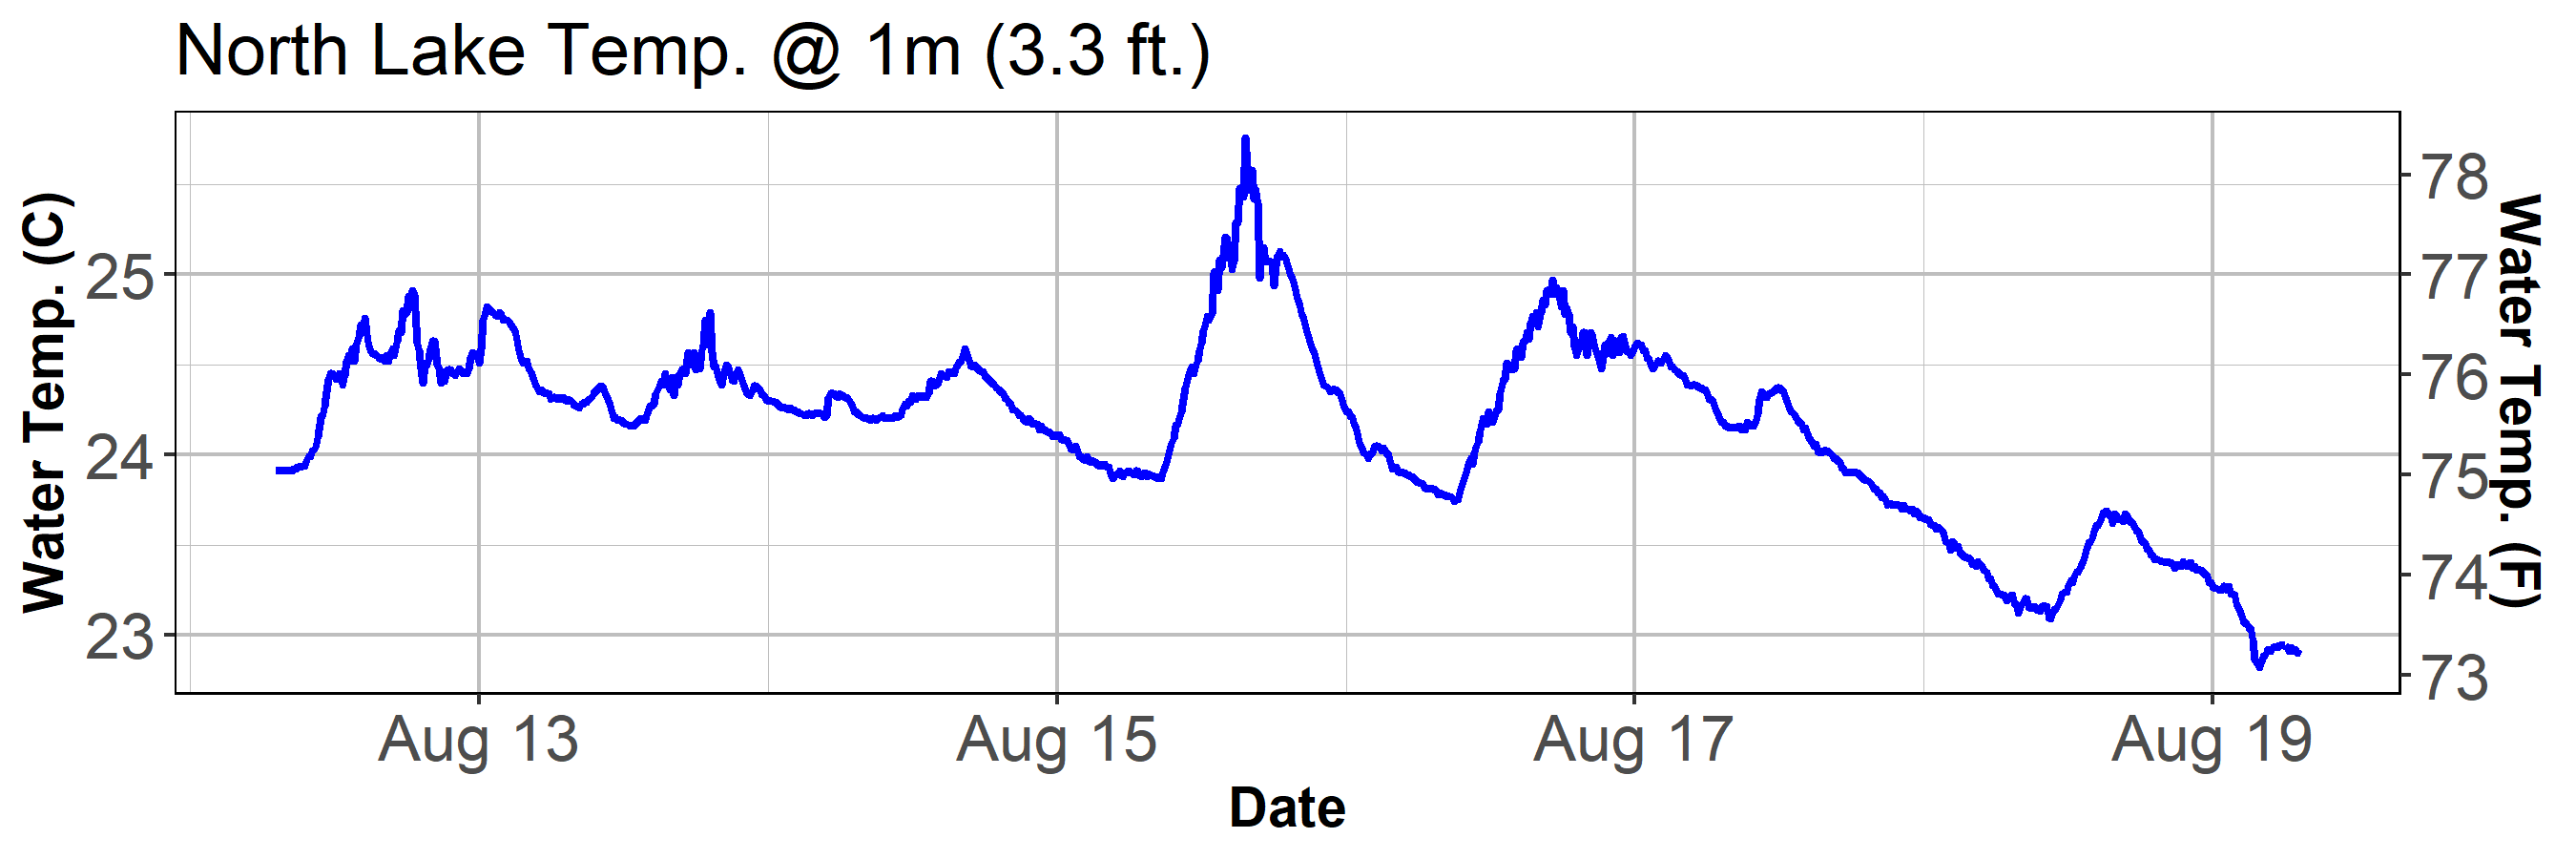 North Lake Temp. @ 1m (3.3 ft.)
Water Temp. (C)
25
24
23
78
77
76
75
74
73
Water Temp. (F)
Aug 13
Aug 15
Aug 17
Aug 19
Date